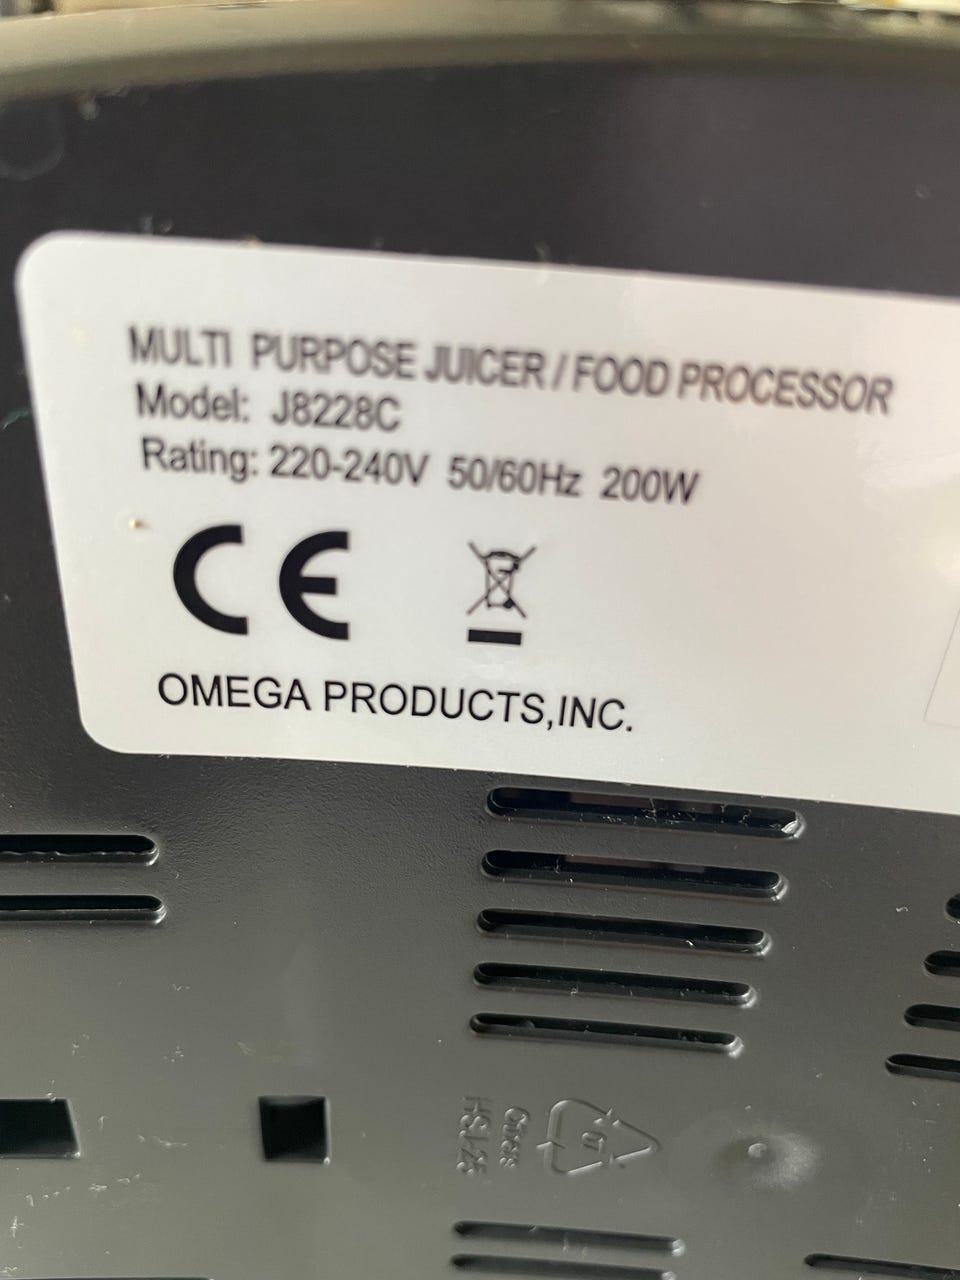 MULTI PURPOSE JUICER / FOOD PROCESSOR
Model: J8228C
Rating: 220-240V 50/60Hz 200W
CE
OMEGA PRODUCTS,INC.